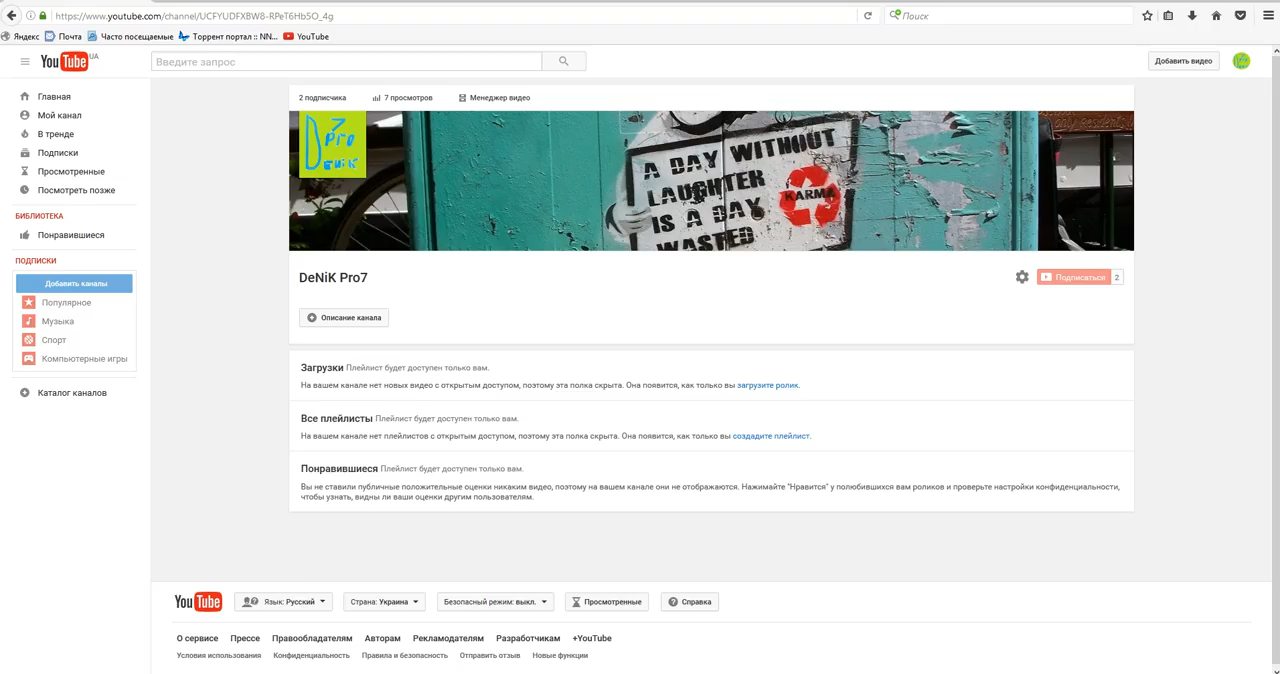 https://www.youtube.com/channel/UCFYUDFXBW8-RPeT6Hb5O_4g
Поиск
Яндекс Почта Часто посещаемые Торрент портал :: NN... YouTube
YouTube UA
Введите запрос
Добавить видео
Главная
Мой канал
В тренде
Подписки
Просмотренные
Посмотреть позже
БИБЛИОТЕКА
Понравившиеся
ПОДПИСКИ
Добавить каналы
Популярное
Музыка
Спорт
Компьютерные игры
Каталог каналов
2 подписчика 7 просмотров Менеджер видео
D 7
Pro
Denik
A DAY WITHOUT
LAUGHTER
IS A DAY
WASTED
KARMA
DeNiK Pro7
Подписаться 2
Описание канала
Загрузки Плейлист будет доступен только вам.
На вашем канале нет новых видео с открытым доступом, поэтому эта полка скрыта. Она появится, как только вы загрузите ролик.
Все плейлисты Плейлист будет доступен только вам.
На вашем канале нет плейлистов с открытым доступом, поэтому эта полка скрыта. Она появится, как только вы создадите плейлист.
Понравившиеся Плейлист будет доступен только вам.
Вы не ставили публичные положительные оценки никаким видео, поэтому на вашем канале они не отображаются. Нажимайте "Нравится" у полюбившихся вам роликов и проверьте настройки конфиденциальности,
чтобы узнать, видны ли ваши оценки другим пользователям.
YouTube Язык: Русский Страна: Украина Безопасный режим: выкл. Просмотренные Справка
О сервисе Прессе Правообладателям Авторам Рекламодателям Разработчикам +YouTube
Условия использования Конфиденциальность Правила и безопасность Отправить отзыв Новые функции